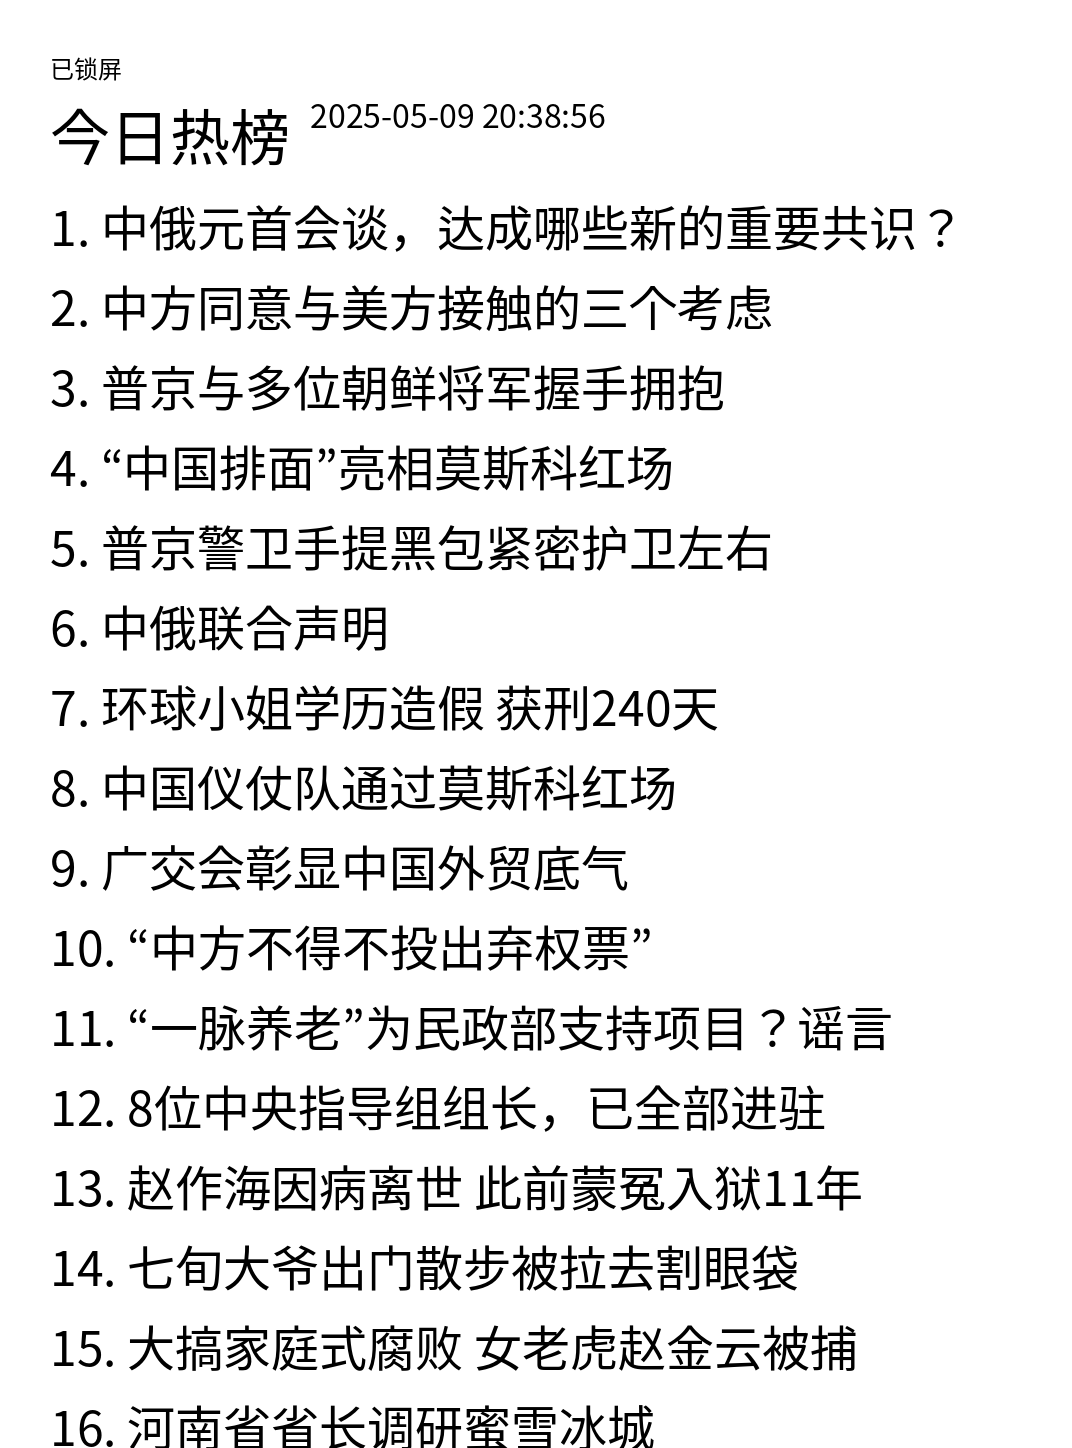 已锁屏
今日热榜 2025-05-09 20:38:56
1. 中俄元首会谈，达成哪些新的重要共识？
2. 中方同意与美方接触的三个考虑
3. 普京与多位朝鲜将军握手拥抱
4. “中国排面”亮相莫斯科红场
5. 普京警卫手提黑包紧密护卫左右
6. 中俄联合声明
7. 环球小姐学历造假 获刑240天
8. 中国仪仗队通过莫斯科红场
9. 广交会彰显中国外贸底气
10. “中方不得不投出弃权票”
11. “一脉养老”为民政部支持项目？谣言
12. 8位中央指导组组长，已全部进驻
13. 赵作海因病离世 此前蒙冤入狱11年
14. 七旬大爷出门散步被拉去割眼袋
15. 大搞家庭式腐败 女老虎赵金云被捕
16. 河南省省长调研蜜雪冰城